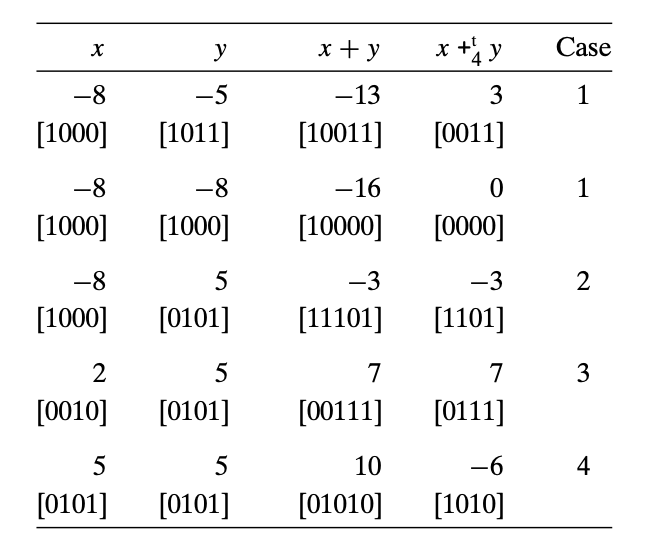 x y x + y x +ᵗ₄ y Case
−8 −5 −13 3 1
[1000] [1011] [10011] [0011]
−8 −8 −16 0 1
[1000] [1000] [10000] [0000]
−8 5 −3 −3 2
[1000] [0101] [11101] [1101]
2 5 7 7 3
[0010] [0101] [00111] [0111]
5 5 10 −6 4
[0101] [0101] [01010] [1010]